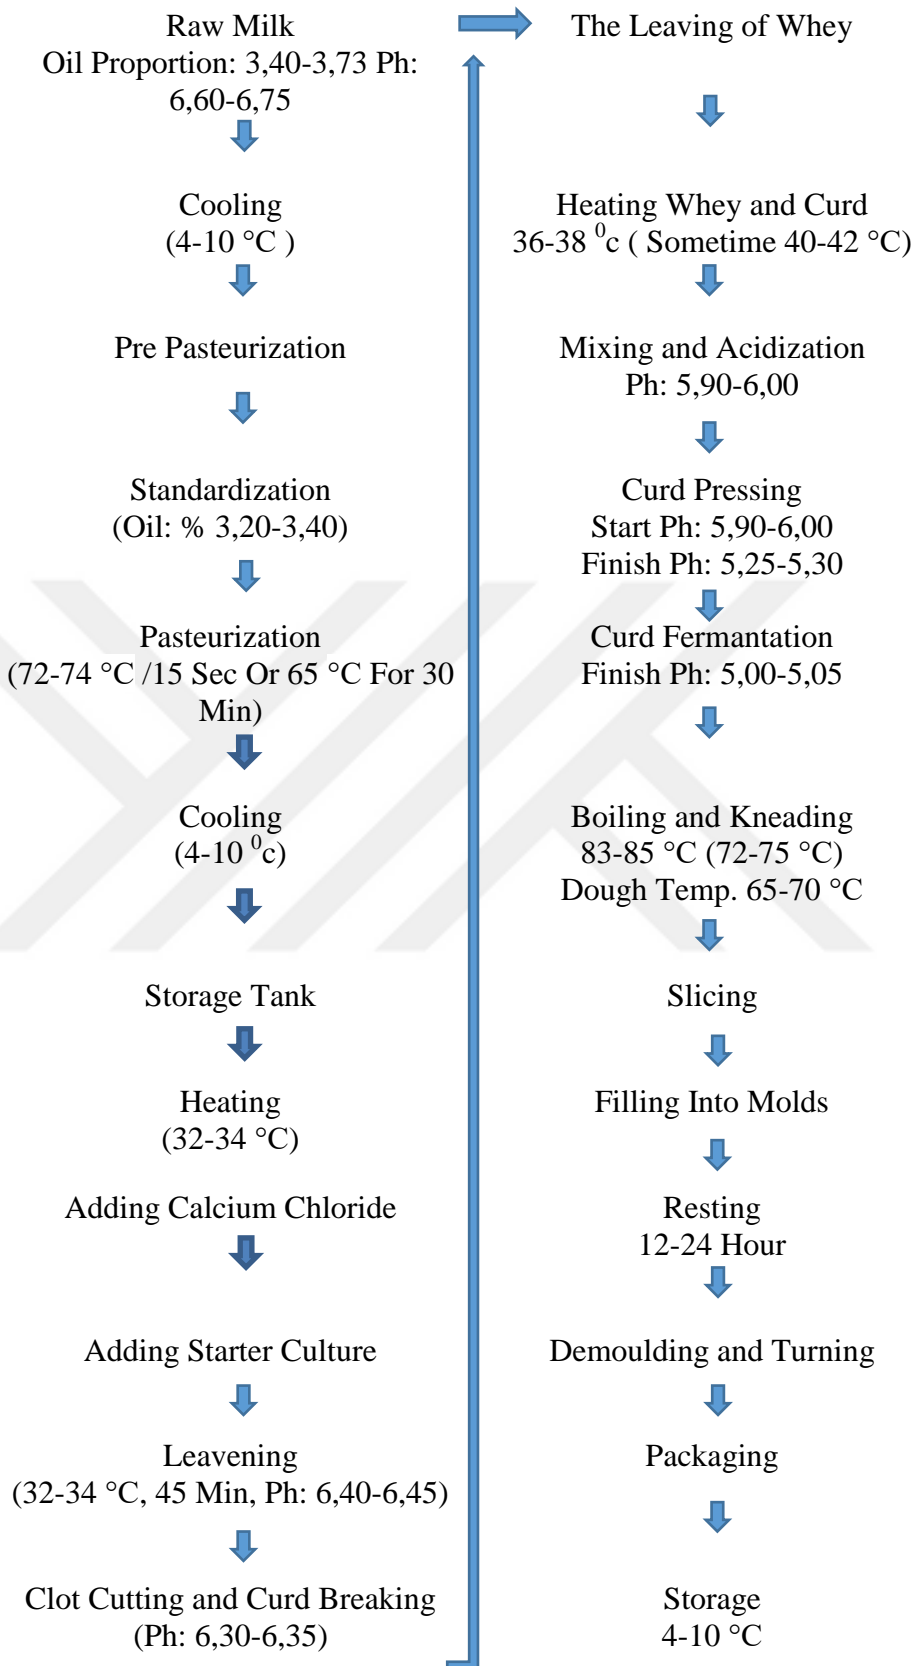 Raw Milk
Oil Proportion: 3,40-3,73 Ph:
6,60-6,75
Cooling
(4-10 °C )
Pre Pasteurization
Standardization
(Oil: % 3,20-3,40)
Pasteurization
(72-74 °C /15 Sec Or 65 °C For 30
Min)
Cooling
(4-10 ⁰c)
Storage Tank
Heating
(32-34 °C)
Adding Calcium Chloride
Adding Starter Culture
Leavening
(32-34 °C, 45 Min, Ph: 6,40-6,45)
Clot Cutting and Curd Breaking
(Ph: 6,30-6,35)
The Leaving of Whey
Heating Whey and Curd
36-38 ⁰c ( Sometime 40-42 °C)
Mixing and Acidization
Ph: 5,90-6,00
Curd Pressing
Start Ph: 5,90-6,00
Finish Ph: 5,25-5,30
Curd Fermantation
Finish Ph: 5,00-5,05
Boiling and Kneading
83-85 °C (72-75 °C)
Dough Temp. 65-70 °C
Slicing
Filling Into Molds
Resting
12-24 Hour
Demoulding and Turning
Packaging
Storage
4-10 °C